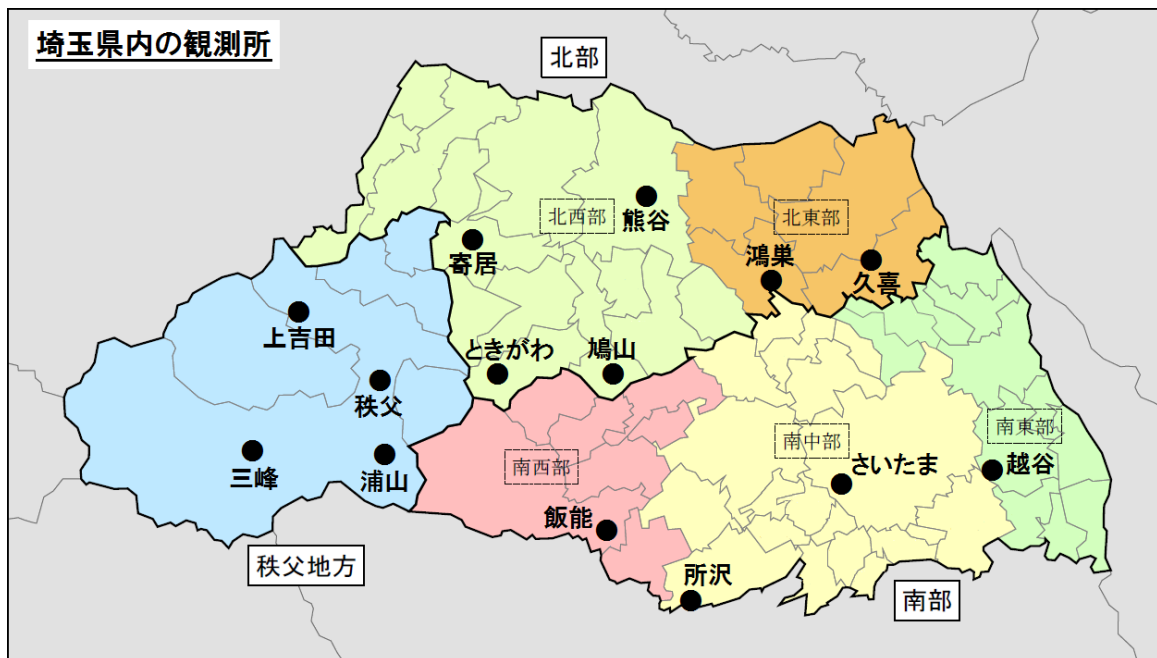 埼玉県内の観測所
北部
北西部
熊谷
北東部
寄居
鴻巣
久喜
上吉田
ときがわ
鳩山
秩父
南東部
南中部
三峰
浦山
南西部
さいたま
越谷
飯能
秩父地方
所沢
南部